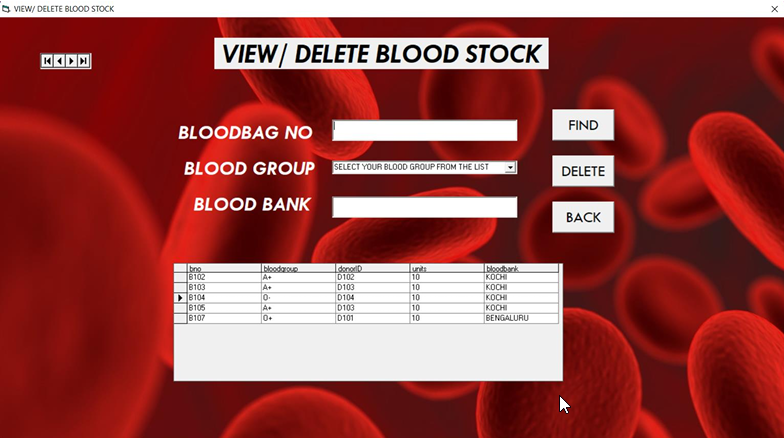 VIEW/ DELETE BLOOD STOCK
VIEW/ DELETE BLOOD STOCK
BLOODBAG NO
FIND
BLOOD GROUP
SELECT YOUR BLOOD GROUP FROM THE LIST
DELETE
BLOOD BANK
BACK
bno bloodgroup donorID units bloodbank
B102 A+ D102 10 KOCHI
B103 A+ D103 10 KOCHI
B104 O- D104 10 KOCHI
B105 A+ D103 10 KOCHI
B107 O+ D101 10 BENGALURU